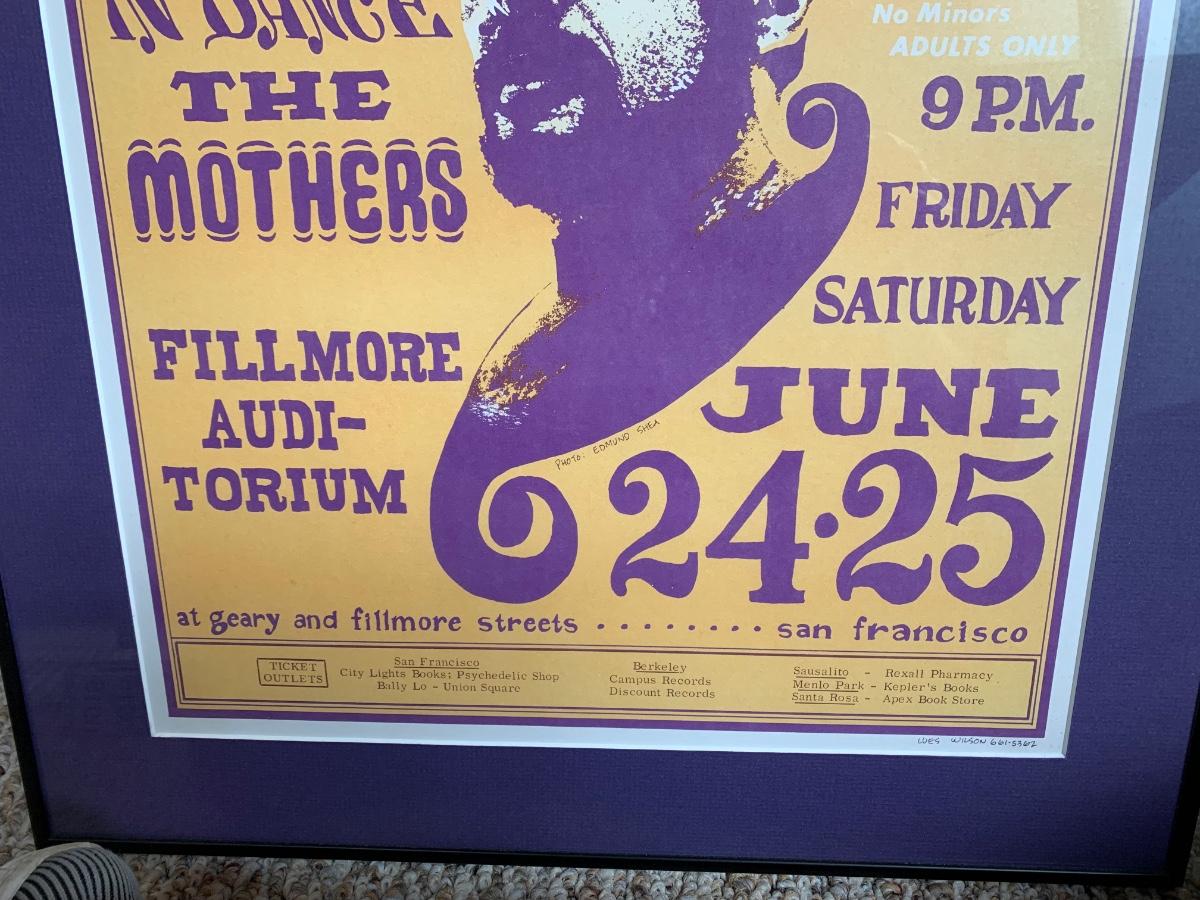 'N DANCE
THE
MOTHERS
FILLMORE
AUDI-
TORIUM
No Minors
ADULTS ONLY
9 P.M.
FRIDAY
SATURDAY
JUNE
24·25
PHOTO: EDMUND SHEA
at geary and fillmore streets ......... san francisco
TICKET
OUTLETS
San Francisco
City Lights Books; Psychedelic Shop
Bally Lo - Union Square
Berkeley
Campus Records
Discount Records
Sausalito - Rexall Pharmacy
Menlo Park - Kepler's Books
Santa Rosa - Apex Book Store
WES WILSON 661-5362